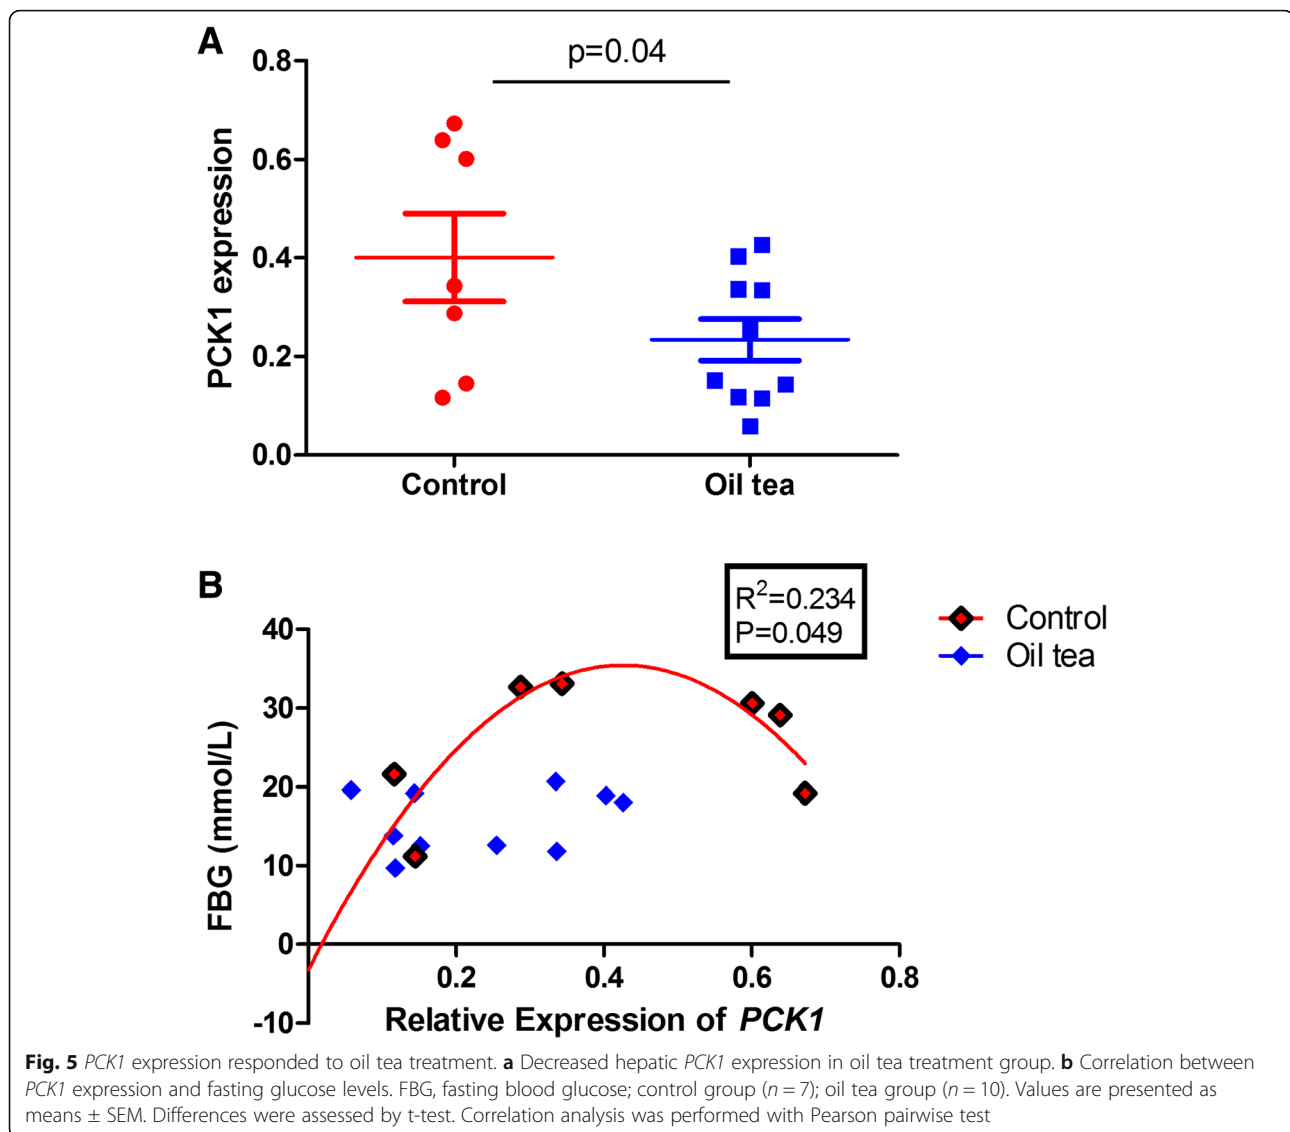 A
p=0.04
0.8
0.6
0.4
0.2
0.0
PCK1 expression
Control
Oil tea
B
R²=0.234
P=0.049
Control
Oil tea
40
30
20
10
0
-10
FBG (mmol/L)
0.2
0.4
0.6
0.8
Relative Expression of PCK1
Fig. 5 PCK1 expression responded to oil tea treatment. a Decreased hepatic PCK1 expression in oil tea treatment group. b Correlation between
PCK1 expression and fasting glucose levels. FBG, fasting blood glucose; control group (n = 7); oil tea group (n = 10). Values are presented as
means ± SEM. Differences were assessed by t-test. Correlation analysis was performed with Pearson pairwise test